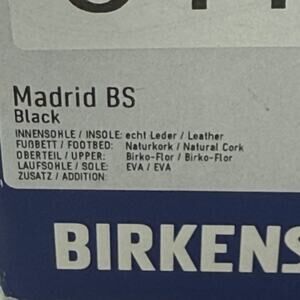 Madrid BS
Black
INNENSOHLE / INSOLE: echt Leder / Leather
FUßBETT / FOOTBED: Naturkork / Natural Cork
OBERTEIL / UPPER: Birko-Flor / Birko-Flor
LAUFSOHLE / SOLE: EVA / EVA
ZUSATZ / ADDITION:
BIRKENS